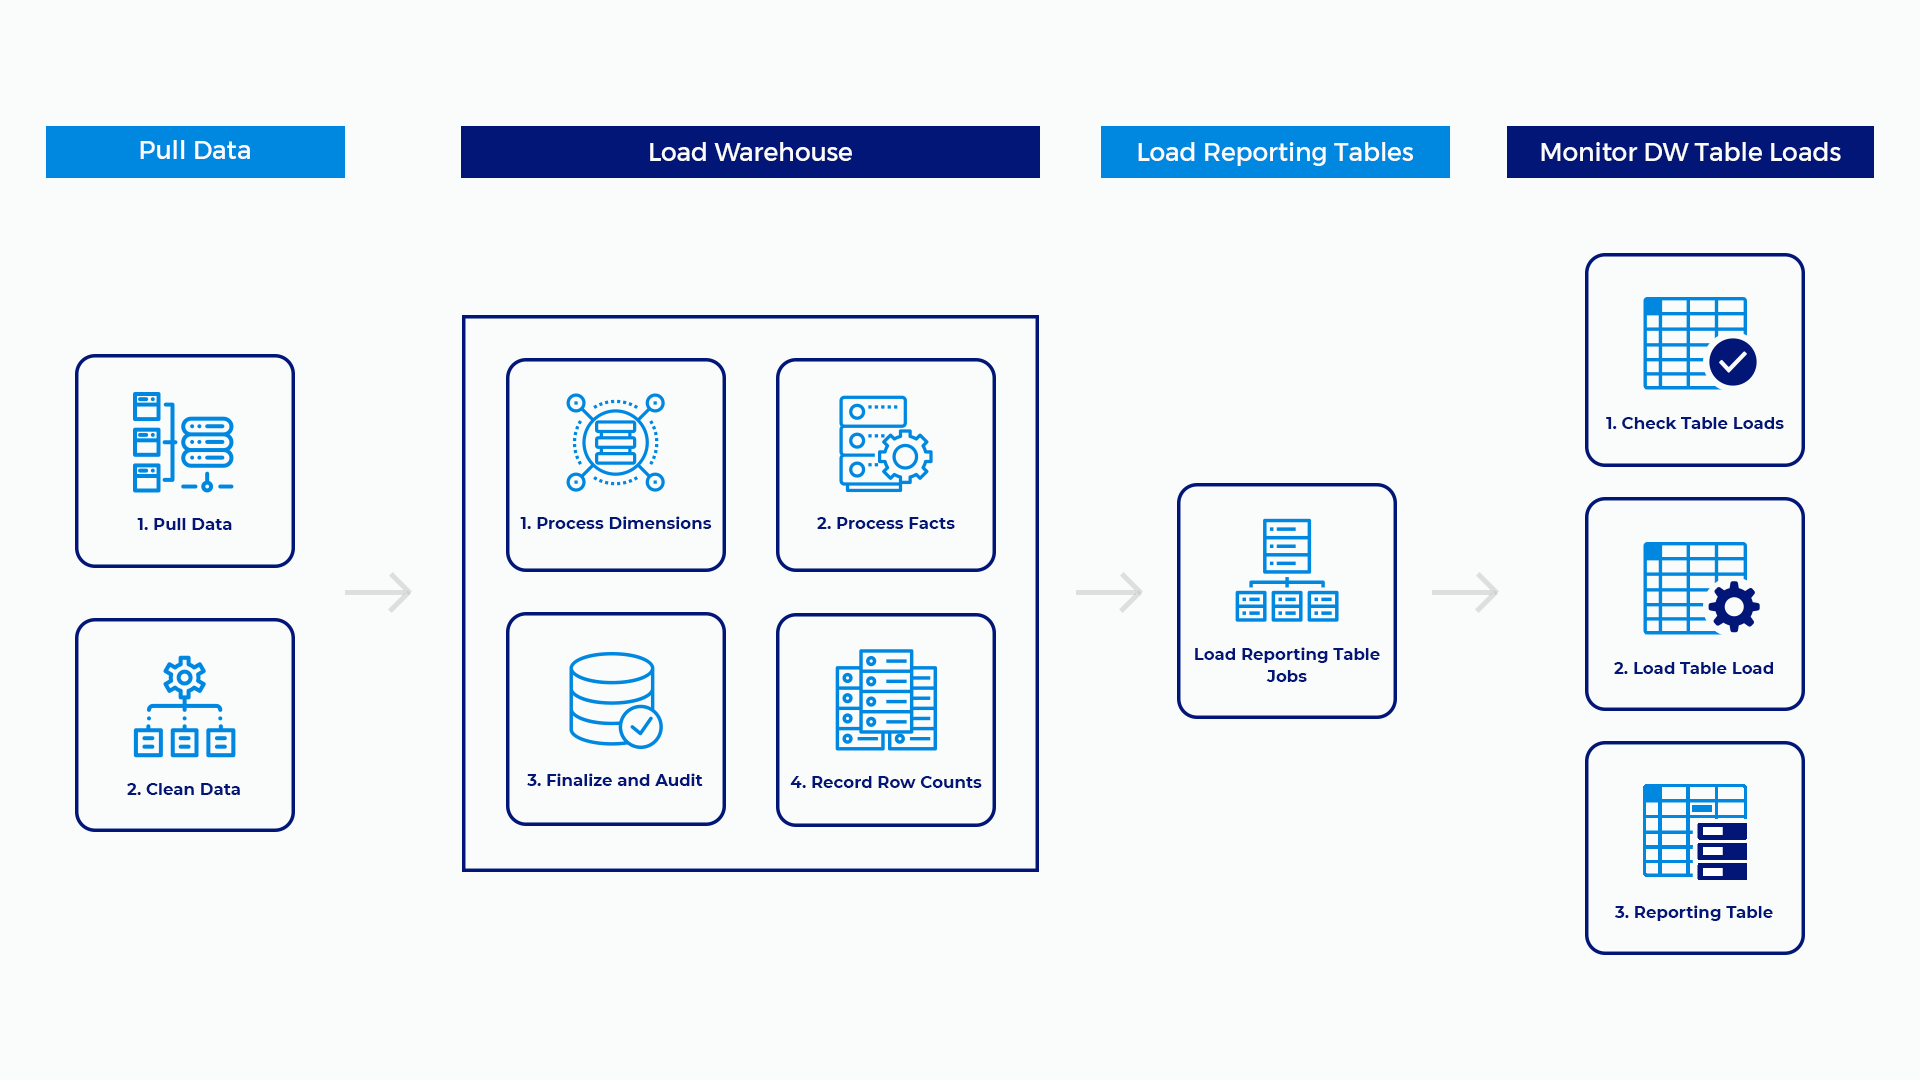 Pull Data
Load Warehouse
Load Reporting Tables
Monitor DW Table Loads
1. Pull Data
2. Clean Data
1. Process Dimensions
2. Process Facts
3. Finalize and Audit
4. Record Row Counts
Load Reporting Table
Jobs
1. Check Table Loads
2. Load Table Load
3. Reporting Table